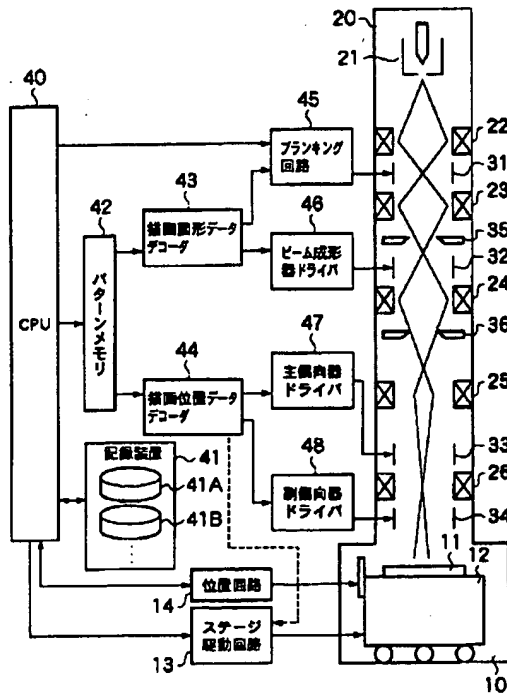 20
21
40
CPU
45
ブランキング
回路
22
31
23
43
描画図形データ
デコーダ
42
パターンメモリ
46
ビーム成形
器ドライバ
35
32
24
36
44
描画位置データ
デコーダ
47
主偏向器
ドライバ
25
33
記録装置
41
41A
41B
48
副偏向器
ドライバ
26
34
11
12
位置回路
14
ステージ
駆動回路
13
10